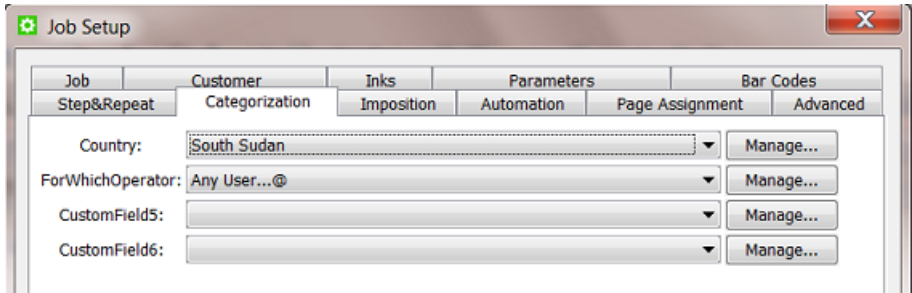 Job Setup
Job Customer Inks Parameters Bar Codes
Step&Repeat Categorization Imposition Automation Page Assignment Advanced
Country: South Sudan Manage...
ForWhichOperator: Any User...@ Manage...
CustomField5: Manage...
CustomField6: Manage...